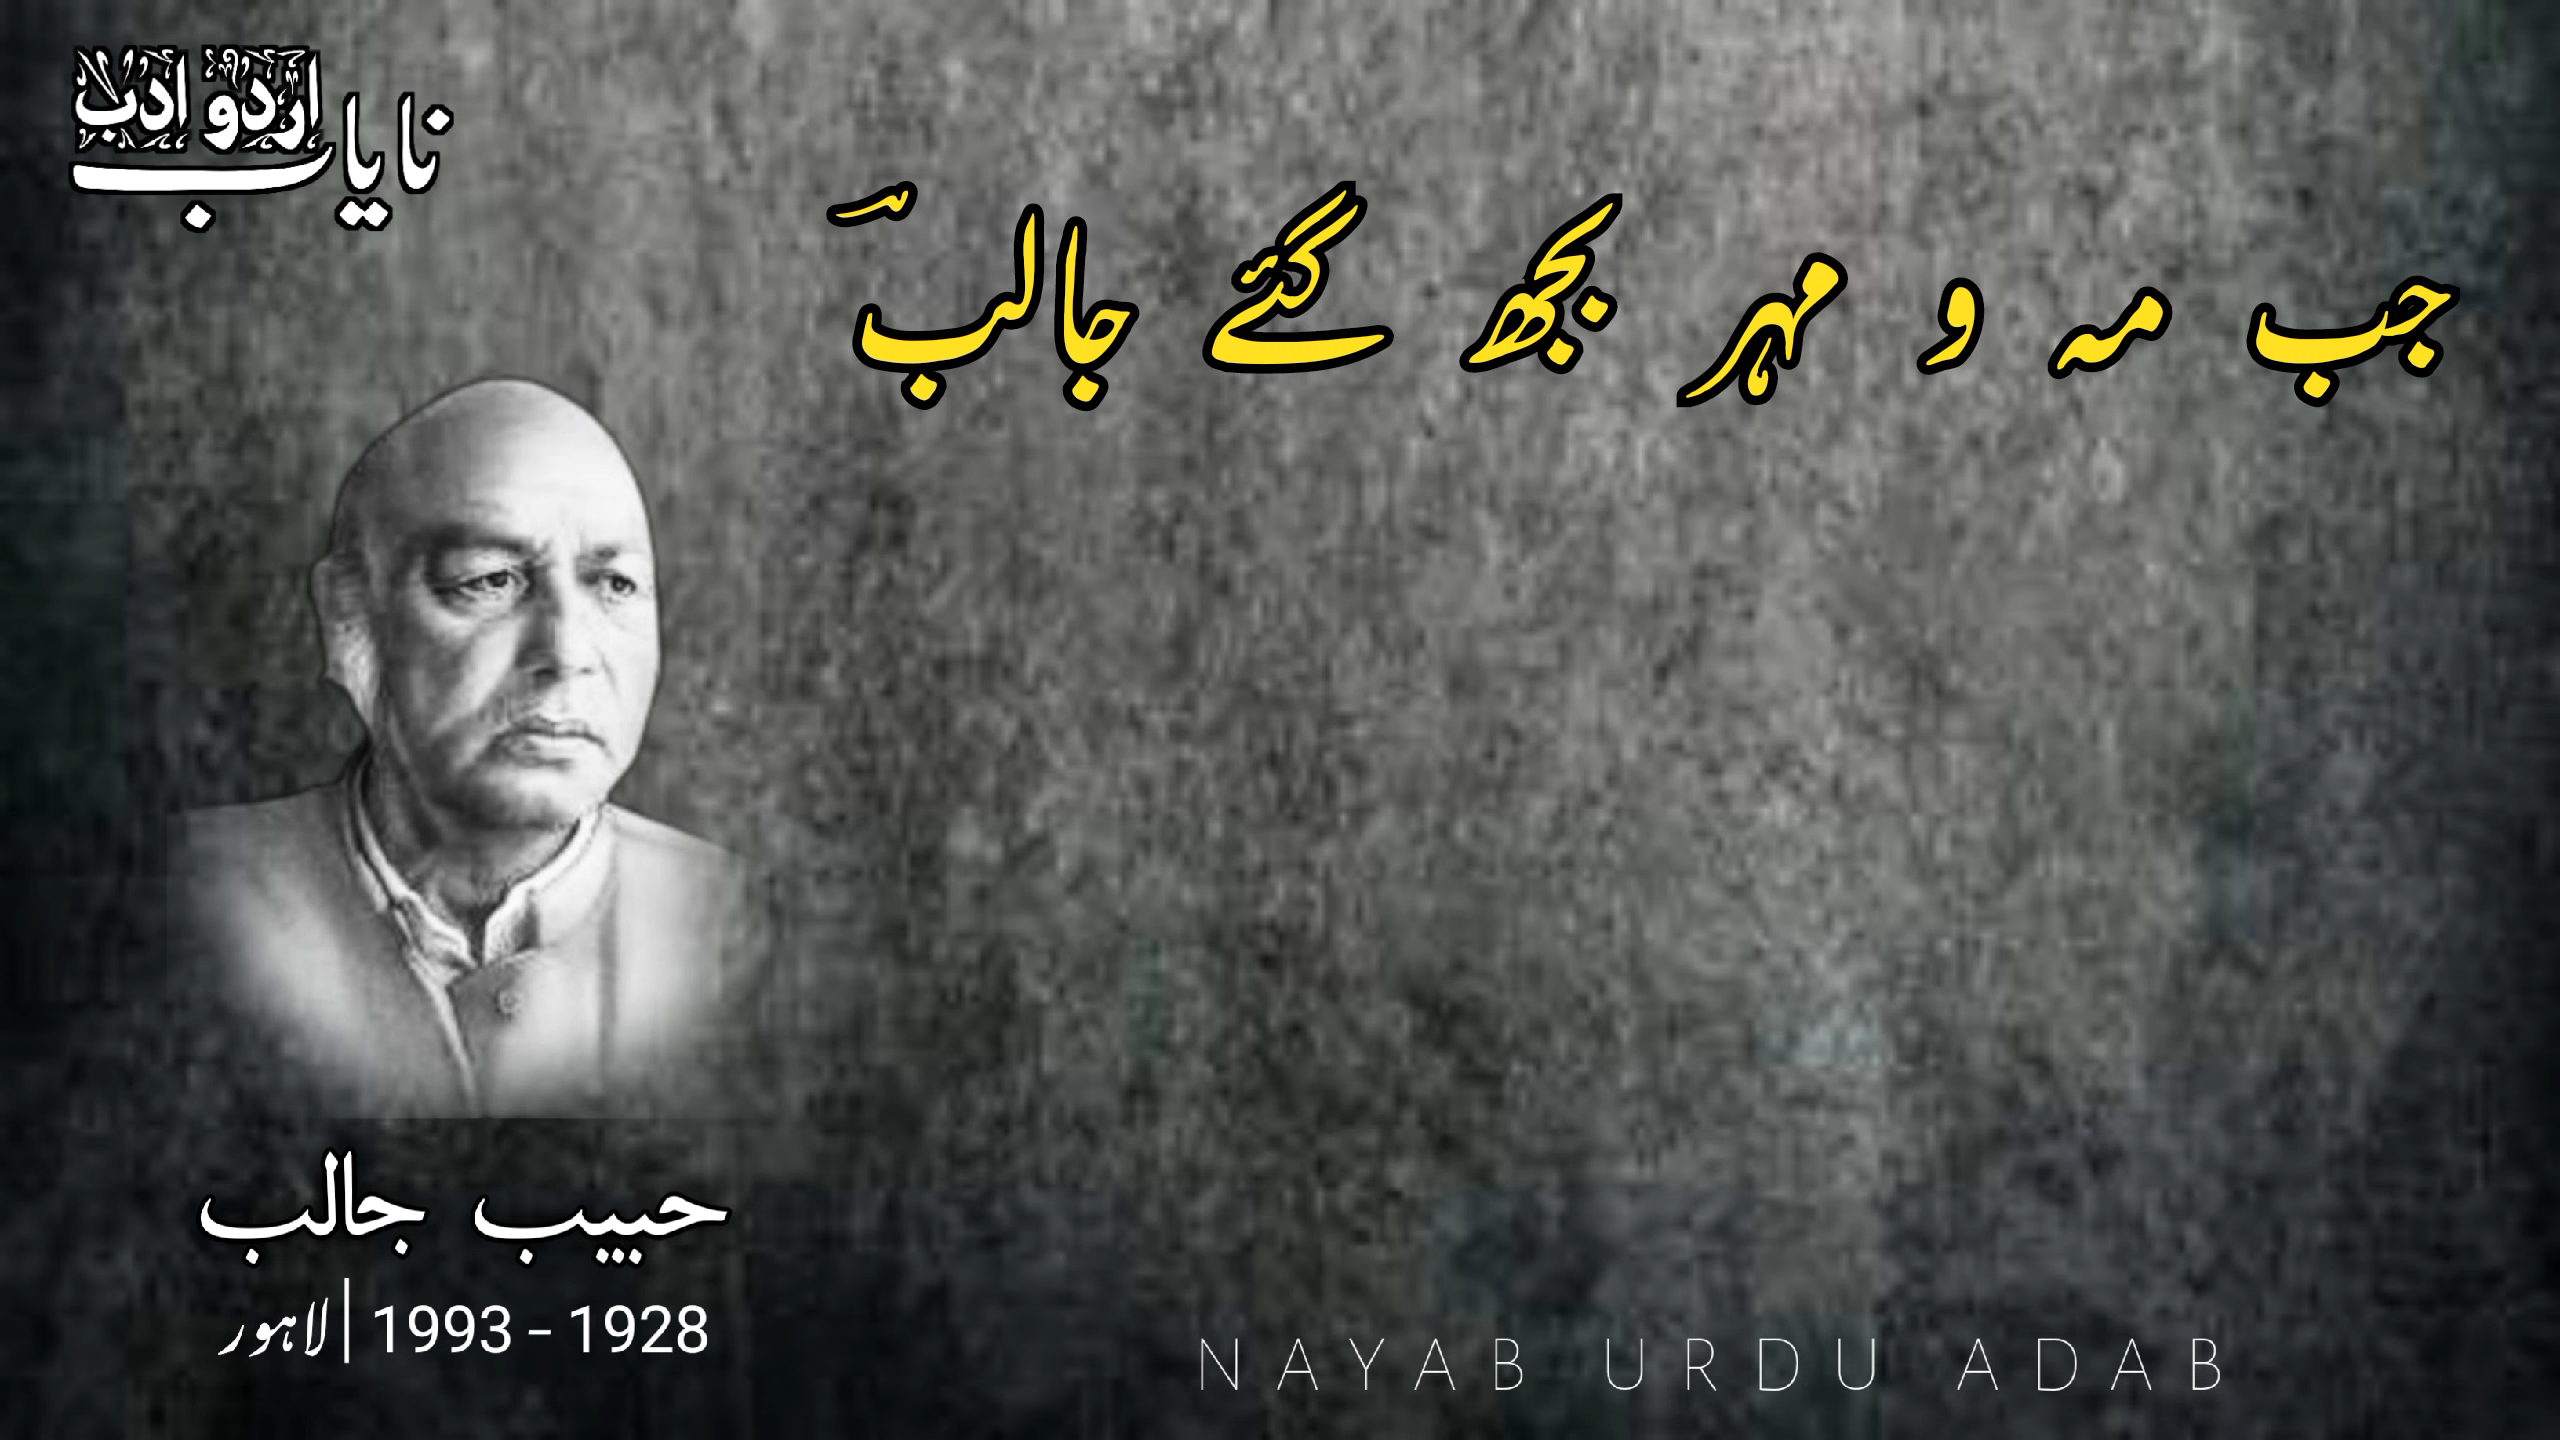 نایاب اردو ادب
جب مہ و مہر بجھ گئے جالبؔ
حبیب جالب
1928 - 1993 | لاہور
NAYAB URDU ADAB